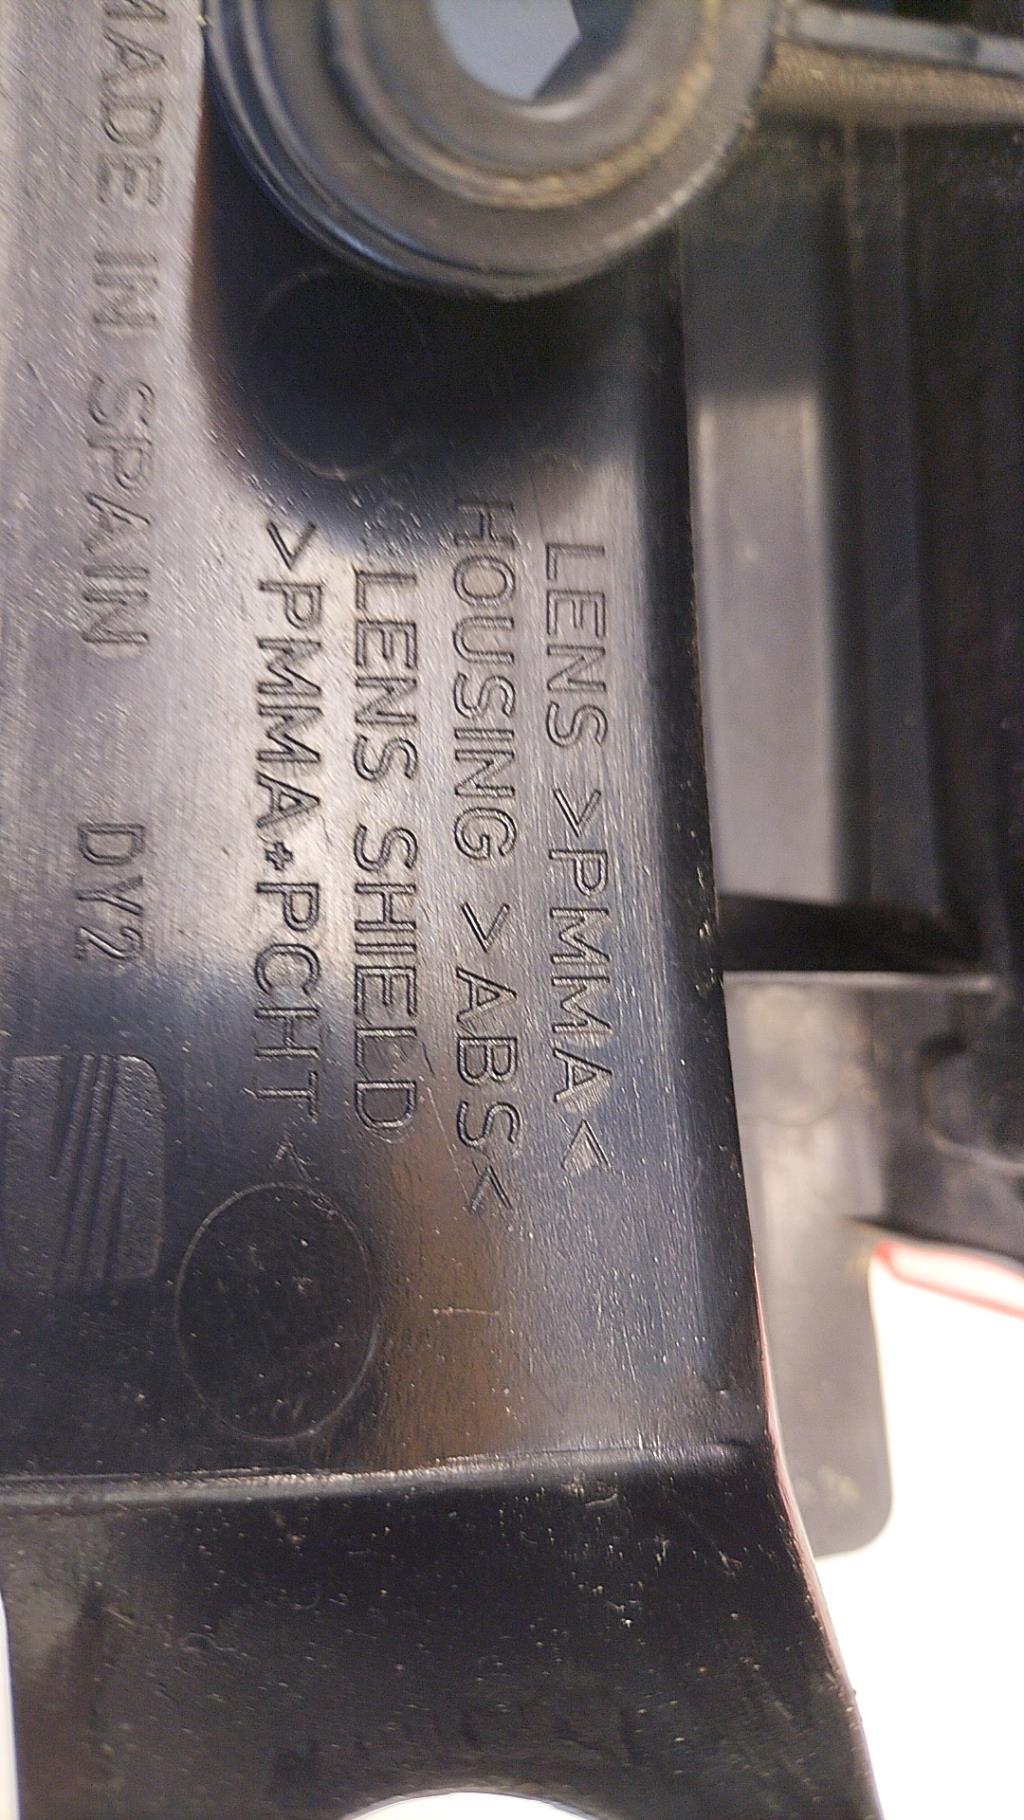 LENS >PMMA<
HOUSING >ABS<
LENS SHIELD
>PMMA+PCHT<
MADE IN SPAIN DY2